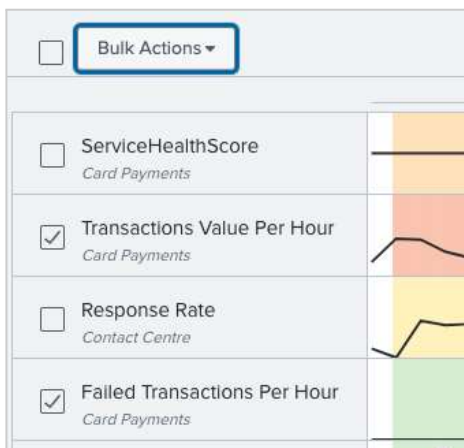 Bulk Actions
ServiceHealthScore
Card Payments
Transactions Value Per Hour
Card Payments
Response Rate
Contact Centre
Failed Transactions Per Hour
Card Payments